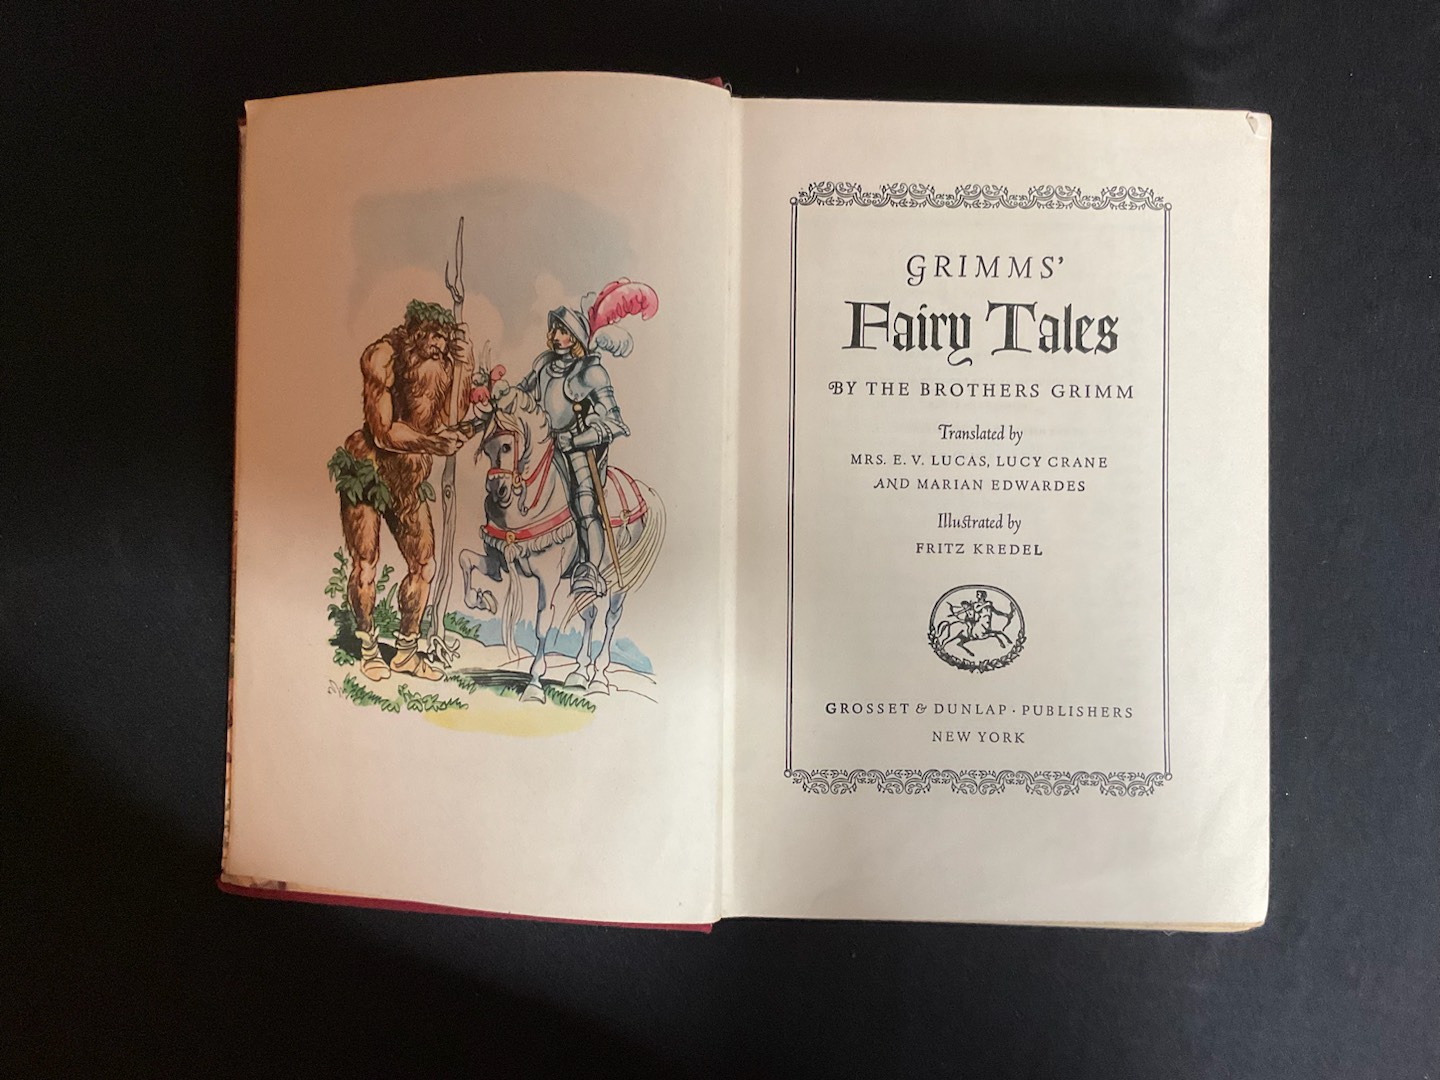 GRIMMS'
Fairy Tales
BY THE BROTHERS GRIMM
Translated by
MRS. E. V. LUCAS, LUCY CRANE
AND MARIAN EDWARDES
Illustrated by
FRITZ KREDEL
GROSSET & DUNLAP · PUBLISHERS
NEW YORK